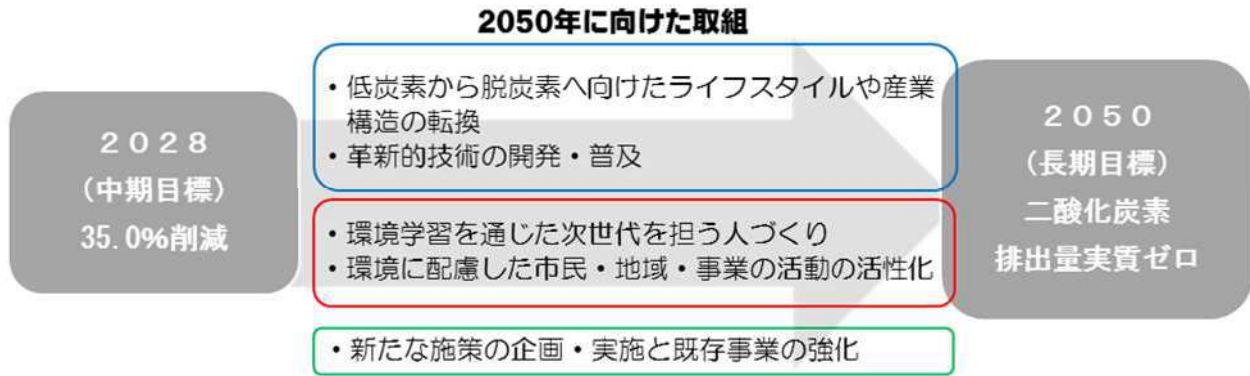 2050年に向けた取組
2028
(中期目標)
35.0%削減
・低炭素から脱炭素へ向けたライフスタイルや産業
構造の転換
・革新的技術の開発・普及
・環境学習を通じた次世代を担う人づくり
・環境に配慮した市民・地域・事業の活動の活性化
・新たな施策の企画・実施と既存事業の強化
2050
(長期目標)
二酸化炭素
排出量実質ゼロ